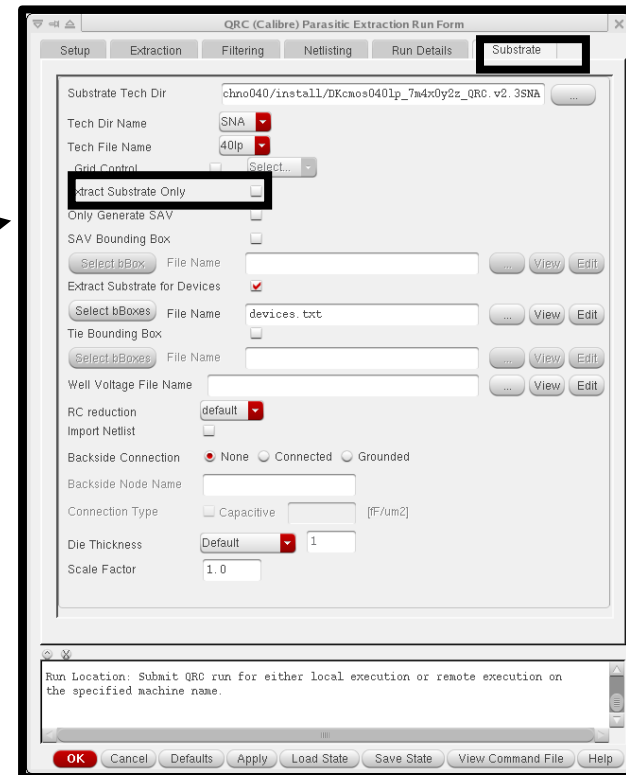 QRC (Calibre) Parasitic Extraction Run Form
Setup Extraction Filtering Netlisting Run Details Substrate
Substrate Tech Dir chno040/install/DKcmos040lp_7m4x0y2z_QRC.v2.3SNA ...
Tech Dir Name SNA
Tech File Name 40lp
Grid Control Select...
xtract Substrate Only
Only Generate SAV
SAV Bounding Box
Select bBox File Name ... View Edit
Extract Substrate for Devices
Select bBoxes File Name devices.txt ... View Edit
Tie Bounding Box
Select bBoxes File Name ... View Edit
Well Voltage File Name ... View Edit
RC reduction default
Import Netlist
Backside Connection None Connected Grounded
Backside Node Name
Connection Type Capacitive [fF/um2]
Die Thickness Default 1
Scale Factor 1.0
Run Location: Submit QRC run for either local execution or remote execution on
the specified machine name.
OK Cancel Defaults Apply Load State Save State View Command File Help